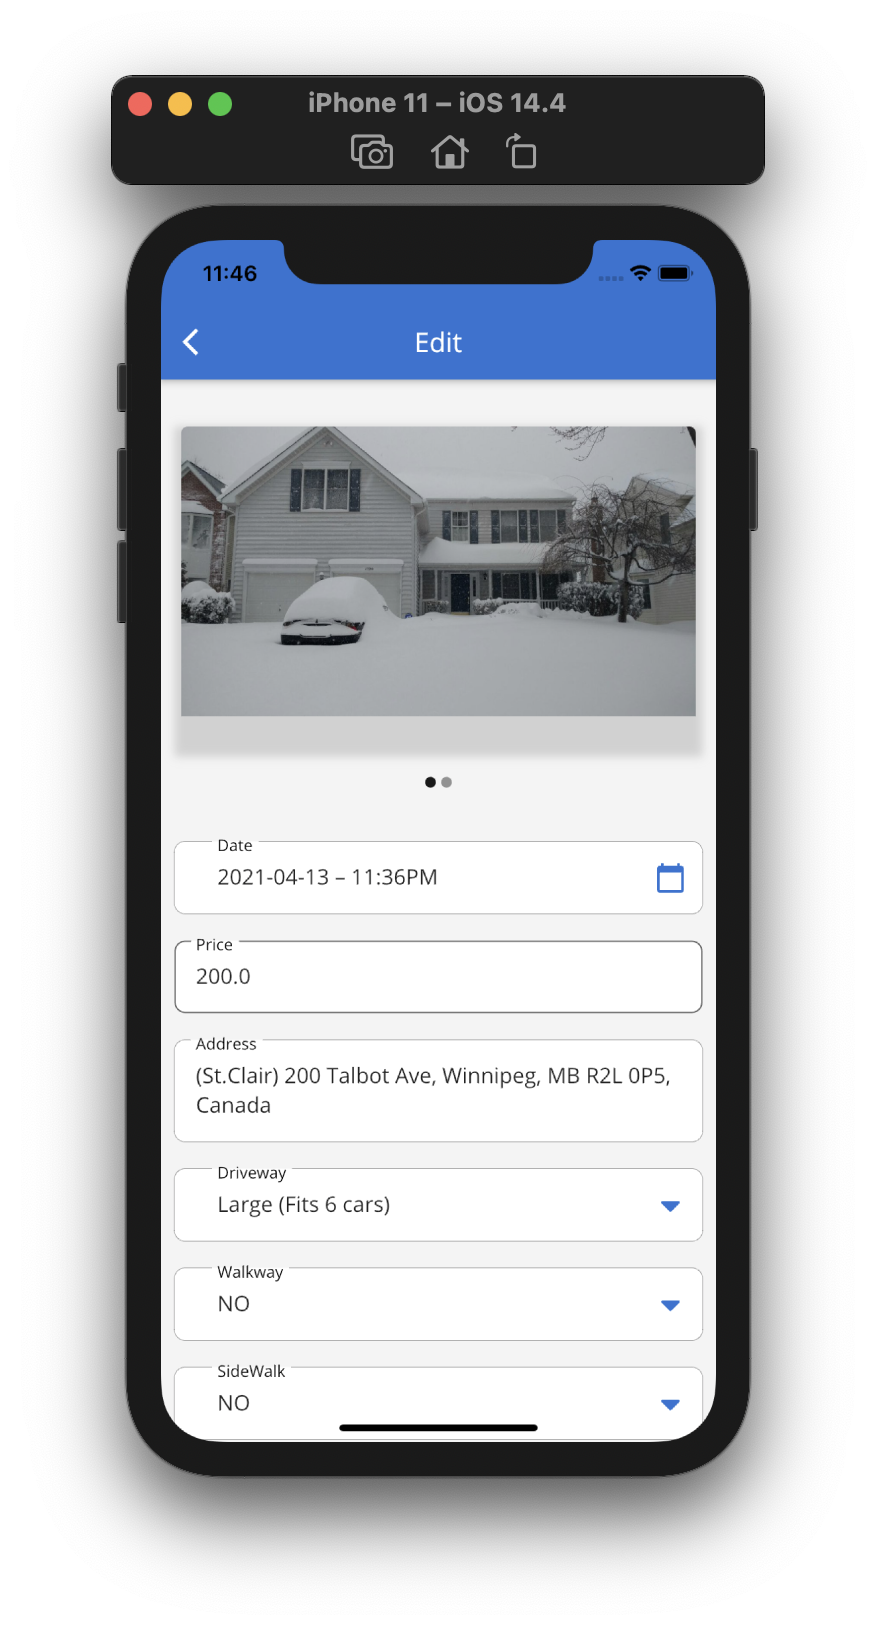 iPhone 11 – iOS 14.4
11:46
Edit
Date
2021-04-13 – 11:36PM
Price
200.0
Address
(St.Clair) 200 Talbot Ave, Winnipeg, MB R2L 0P5,
Canada
Driveway
Large (Fits 6 cars)
Walkway
NO
SideWalk
NO